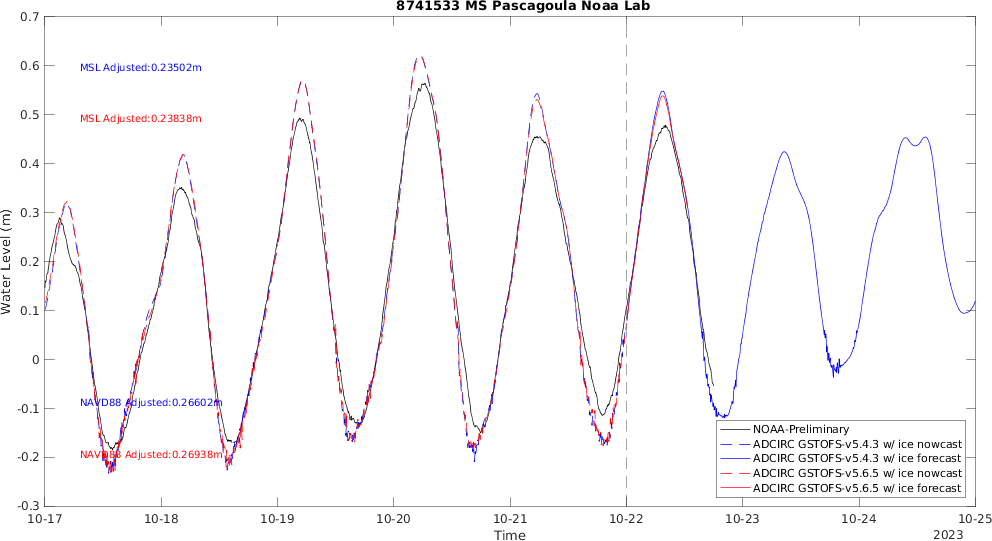 8741533 MS Pascagoula Noaa Lab
Water Level (m)
0.7
0.6
0.5
0.4
0.3
0.2
0.1
0
-0.1
-0.2
-0.3
MSL Adjusted:0.23502m
MSL Adjusted:0.23838m
NAVD88 Adjusted:0.26602m
NAVD88 Adjusted:0.26938m
NOAA-Preliminary
ADCIRC GSTOFS-v5.4.3 w/ ice nowcast
ADCIRC GSTOFS-v5.4.3 w/ ice forecast
ADCIRC GSTOFS-v5.6.5 w/ ice nowcast
ADCIRC GSTOFS-v5.6.5 w/ ice forecast
10-17 10-18 10-19 10-20 10-21 10-22 10-23 10-24 10-25
Time
2023